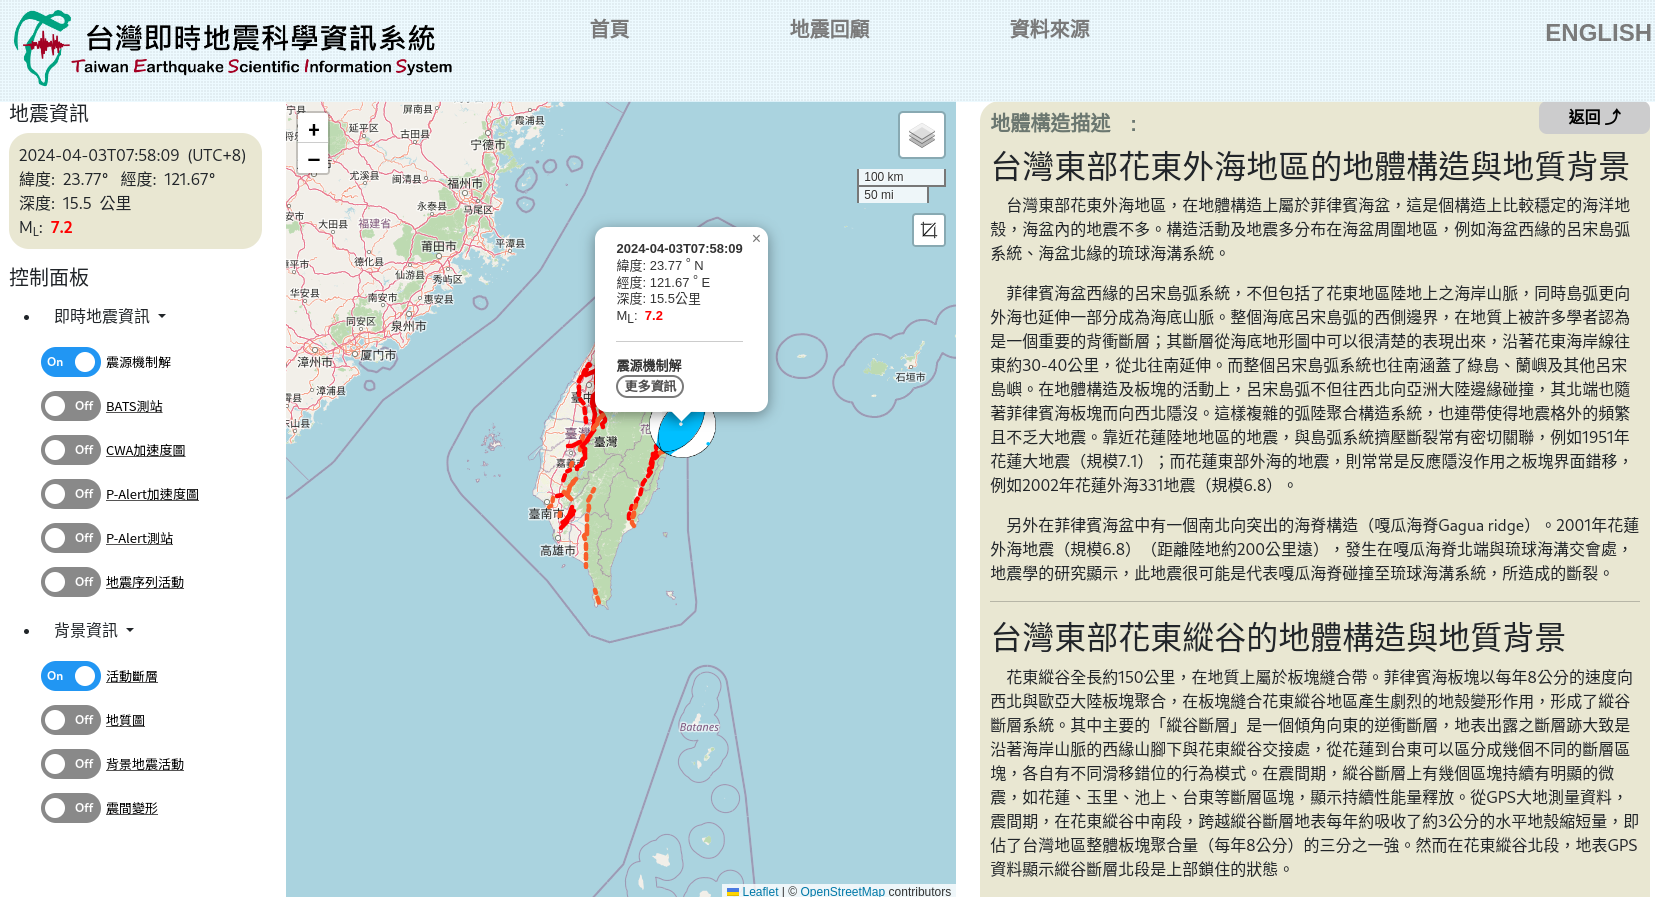 台灣即時地震科學資訊系統
Taiwan Earthquake Scientific Information System
首頁
地震回顧
資料來源
ENGLISH
地震資訊
2024-04-03T07:58:09 (UTC+8)
緯度: 23.77° 經度: 121.67°
深度: 15.5 公里
ML: 7.2
控制面板
即時地震資訊
On 震源機制解
Off BATS測站
Off CWA加速度圖
Off P-Alert加速度圖
Off P-Alert測站
Off 地震序列活動
背景資訊
On 活動斷層
Off 地質圖
Off 背景地震活動
Off 震間變形
+
−
屏南县
霞浦县
延平区
古田县
宁德市
尤溪县
闽清县
福州市
永泰县
马尾区
大田县
福建省
莆田市
平潭县
德化县
仙游县
秀屿区
华安县
南安市
惠安县
同安区
泉州市
漳州市
厦门市
漳浦县
100 km
50 mi
2024-04-03T07:58:09
×
緯度: 23.77 ° N
經度: 121.67 ° E
深度: 15.5公里
ML: 7.2
震源機制解
更多資訊
石垣市
臺灣
臺南市
高雄市
Batanes
Leaflet | © OpenStreetMap contributors
地體構造描述 :
返回
台灣東部花東外海地區的地體構造與地質背景
台灣東部花東外海地區，在地體構造上屬於菲律賓海盆，這是個構造上比較穩定的海洋地
殼，海盆內的地震不多。構造活動及地震多分布在海盆周圍地區，例如海盆西緣的呂宋島弧
系統、海盆北緣的琉球海溝系統。
菲律賓海盆西緣的呂宋島弧系統，不但包括了花東地區陸地上之海岸山脈，同時島弧更向
外海也延伸一部分成為海底山脈。整個海底呂宋島弧的西側邊界，在地質上被許多學者認為
是一個重要的背衝斷層；其斷層從海底地形圖中可以很清楚的表現出來，沿著花東海岸線往
東約30-40公里，從北往南延伸。而整個呂宋島弧系統也往南涵蓋了綠島、蘭嶼及其他呂宋
島嶼。在地體構造及板塊的活動上，呂宋島弧不但往西北向亞洲大陸邊緣碰撞，其北端也隨
著菲律賓海板塊而向西北隱沒。這樣複雜的弧陸聚合構造系統，也連帶使得地震格外的頻繁
且不乏大地震。靠近花蓮陸地地區的地震，與島弧系統擠壓斷裂常有密切關聯，例如1951年
花蓮大地震（規模7.1）；而花蓮東部外海的地震，則常常是反應隱沒作用之板塊界面錯移，
例如2002年花蓮外海331地震（規模6.8）。
另外在菲律賓海盆中有一個南北向突出的海脊構造（嘎瓜海脊Gagua ridge）。2001年花蓮
外海地震（規模6.8）（距離陸地約200公里遠），發生在嘎瓜海脊北端與琉球海溝交會處，
地震學的研究顯示，此地震很可能是代表嘎瓜海脊碰撞至琉球海溝系統，所造成的斷裂。
台灣東部花東縱谷的地體構造與地質背景
花東縱谷全長約150公里，在地質上屬於板塊縫合帶。菲律賓海板塊以每年8公分的速度向
西北與歐亞大陸板塊聚合，在板塊縫合花東縱谷地區產生劇烈的地殼變形作用，形成了縱谷
斷層系統。其中主要的「縱谷斷層」是一個傾角向東的逆衝斷層，地表出露之斷層跡大致是
沿著海岸山脈的西緣山腳下與花東縱谷交接處，從花蓮到台東可以區分成幾個不同的斷層區
塊，各自有不同滑移錯位的行為模式。在震間期，縱谷斷層上有幾個區塊持續有明顯的微
震，如花蓮、玉里、池上、台東等斷層區塊，顯示持續性能量釋放。從GPS大地測量資料，
震間期，在花東縱谷中南段，跨越縱谷斷層地表每年約吸收了約3公分的水平地殼縮短量，即
佔了台灣地區整體板塊聚合量（每年8公分）的三分之一強。然而在花東縱谷北段，地表GPS
資料顯示縱谷斷層北段是上部鎖住的狀態。